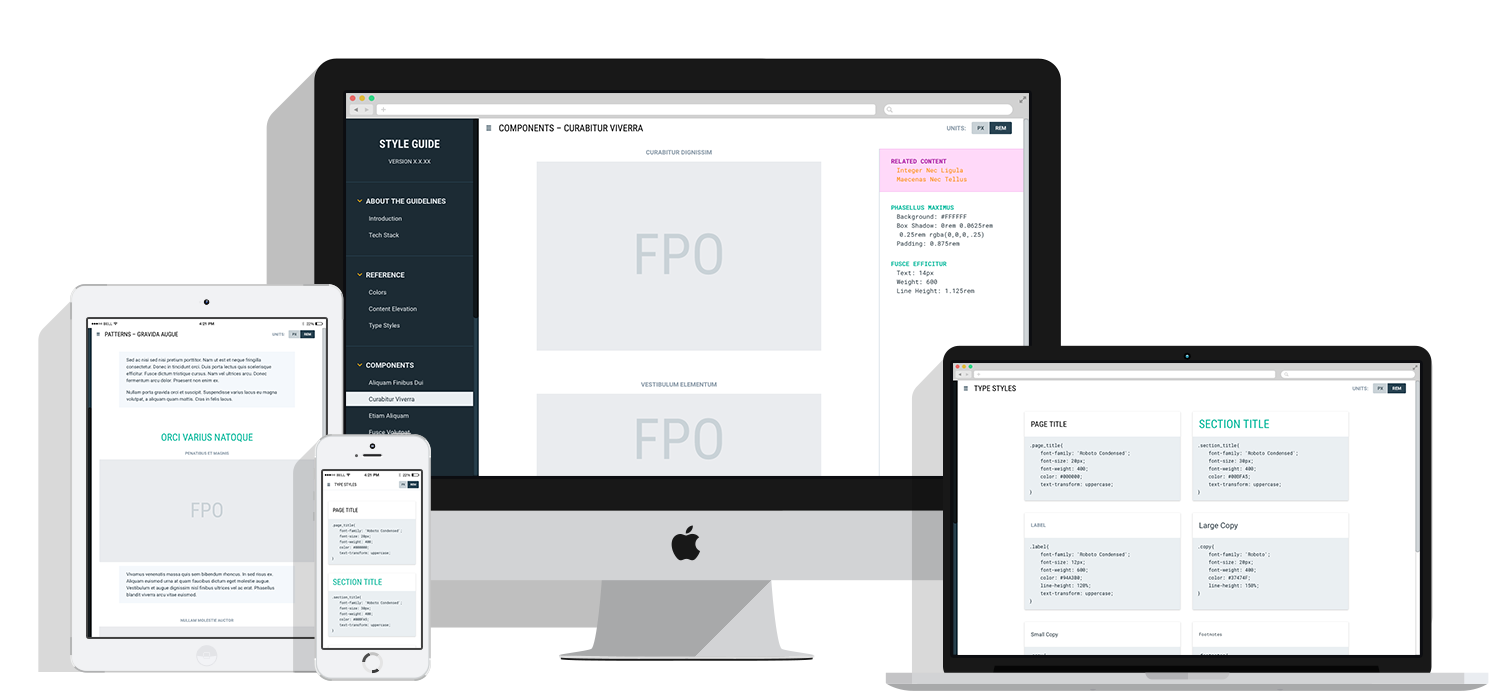 STYLE GUIDE
VERSION X.X.XX
ABOUT THE GUIDELINES
Introduction
Tech Stack
REFERENCE
Colors
Content Elevation
Type Styles
COMPONENTS
Aliquam Finibus Dui
Curabitur Viverra
Etiam Aliquam
Fusce Volutpat
COMPONENTS – CURABITUR VIVERRA
UNITS: PX REM
CURABITUR DIGNISSIM
FPO
VESTIBULUM ELEMENTUM
FPO
RELATED CONTENT
Integer Nec Ligula
Maecenas Nec Tellus
PHASELLUS MAXIMUS
Background: #FFFFFF
Box Shadow: 0rem 0.0625rem
0.25rem rgba(0,0,0,.25)
Padding: 0.875rem
FUSCE EFFICITUR
Text: 14px
Weight: 600
Line Height: 1.125rem
BELL 4:21 PM 22%
PATTERNS – GRAVIDA AUGUE
UNITS: PX REM
Sed ac nisi sed nisi pretium porttitor. Nam ut est et neque fringilla
consectetur. Donec in tincidunt orci. Duis porta lectus quis scelerisque
efficitur. Fusce dictum tristique cursus. Nam vel ultrices arcu. Donec
fermentum arcu dolor. Praesent non enim ex.
Nullam porta gravida orci et suscipit. Suspendisse varius lacus eu magna
volutpat, a aliquam quam mattis. Cras in felis lacus.
ORCI VARIUS NATOQUE
PENATIBUS ET MAGNIS
FPO
Vivamus venenatis massa quis sem bibendum rhoncus. In sed risus ex.
Aliquam euismod urna at quam faucibus dictum eget molestie augue.
Vestibulum et augue dignissim nisl finibus ultrices vel ac erat. Phasellus
blandit viverra arcu vitae euismod.
NULLAM MOLESTIE AUCTOR
BELL 4:21 PM 22%
TYPE STYLES
PX REM
PAGE TITLE
.page_title{
font-family: 'Roboto Condensed';
font-size: 20px;
font-weight: 400;
color: #000000;
text-transform: uppercase;
}
SECTION TITLE
.section_title{
font-family: 'Roboto Condensed';
font-size: 30px;
font-weight: 400;
color: #00BFA5;
text-transform: uppercase;
}
TYPE STYLES
UNITS: PX REM
PAGE TITLE
.page_title{
font-family: 'Roboto Condensed';
font-size: 20px;
font-weight: 400;
color: #000000;
text-transform: uppercase;
}
SECTION TITLE
.section_title{
font-family: 'Roboto Condensed';
font-size: 30px;
font-weight: 400;
color: #00BFA5;
text-transform: uppercase;
}
LABEL
.label{
font-family: 'Roboto Condensed';
font-size: 12px;
font-weight: 600;
color: #94A3B0;
line-height: 120%;
text-transform: uppercase;
}
Large Copy
.copy{
font-family: 'Roboto';
font-size: 20px;
font-weight: 600;
color: #37474F;
line-height: 150%;
}
Small Copy
Footnotes